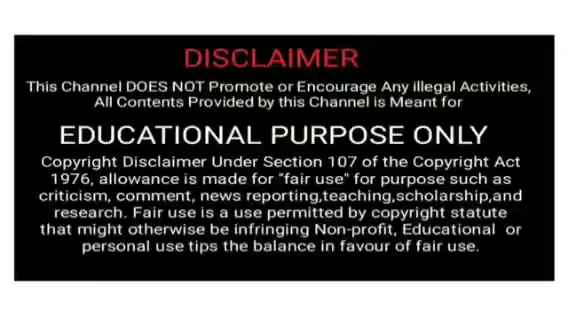 DISCLAIMER
This Channel DOES NOT Promote or Encourage Any illegal Activities,
All Contents Provided by this Channel is Meant for
EDUCATIONAL PURPOSE ONLY
Copyright Disclaimer Under Section 107 of the Copyright Act
1976, allowance is made for "fair use" for purpose such as
criticism, comment, news reporting,teaching,scholarship,and
research. Fair use is a use permitted by copyright statute
that might otherwise be infringing Non-profit, Educational or
personal use tips the balance in favour of fair use.